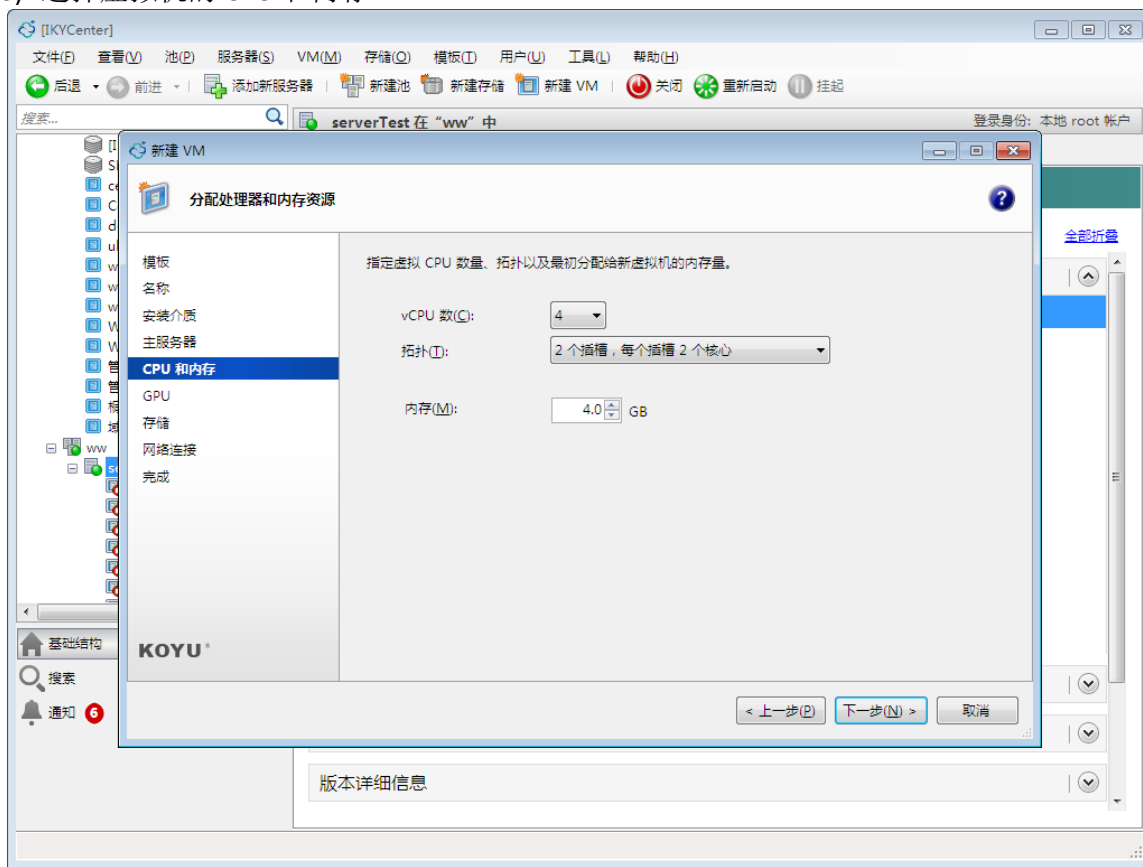 [IKYCenter]
文件(F) 查看(V) 池(P) 服务器(S) VM(M) 存储(O) 模板(T) 用户(U) 工具(L) 帮助(H)
后退 前进 添加新服务器 新建池 新建存储 新建 VM 关闭 重新启动 挂起
搜索...
serverTest 在“ww”中
登录身份: 本地 root 帐户
新建 VM
分配处理器和内存资源
全部折叠
模板
名称
安装介质
主服务器
CPU 和内存
GPU
存储
网络连接
完成
指定虚拟 CPU 数量、拓扑以及最初分配给新虚拟机的内存量。
vCPU 数(C): 4
拓扑(T): 2 个插槽，每个插槽 2 个核心
内存(M): 4.0 GB
ww
KOYU
< 上一步(P) 下一步(N) > 取消
基础结构
搜索
通知 6
版本详细信息